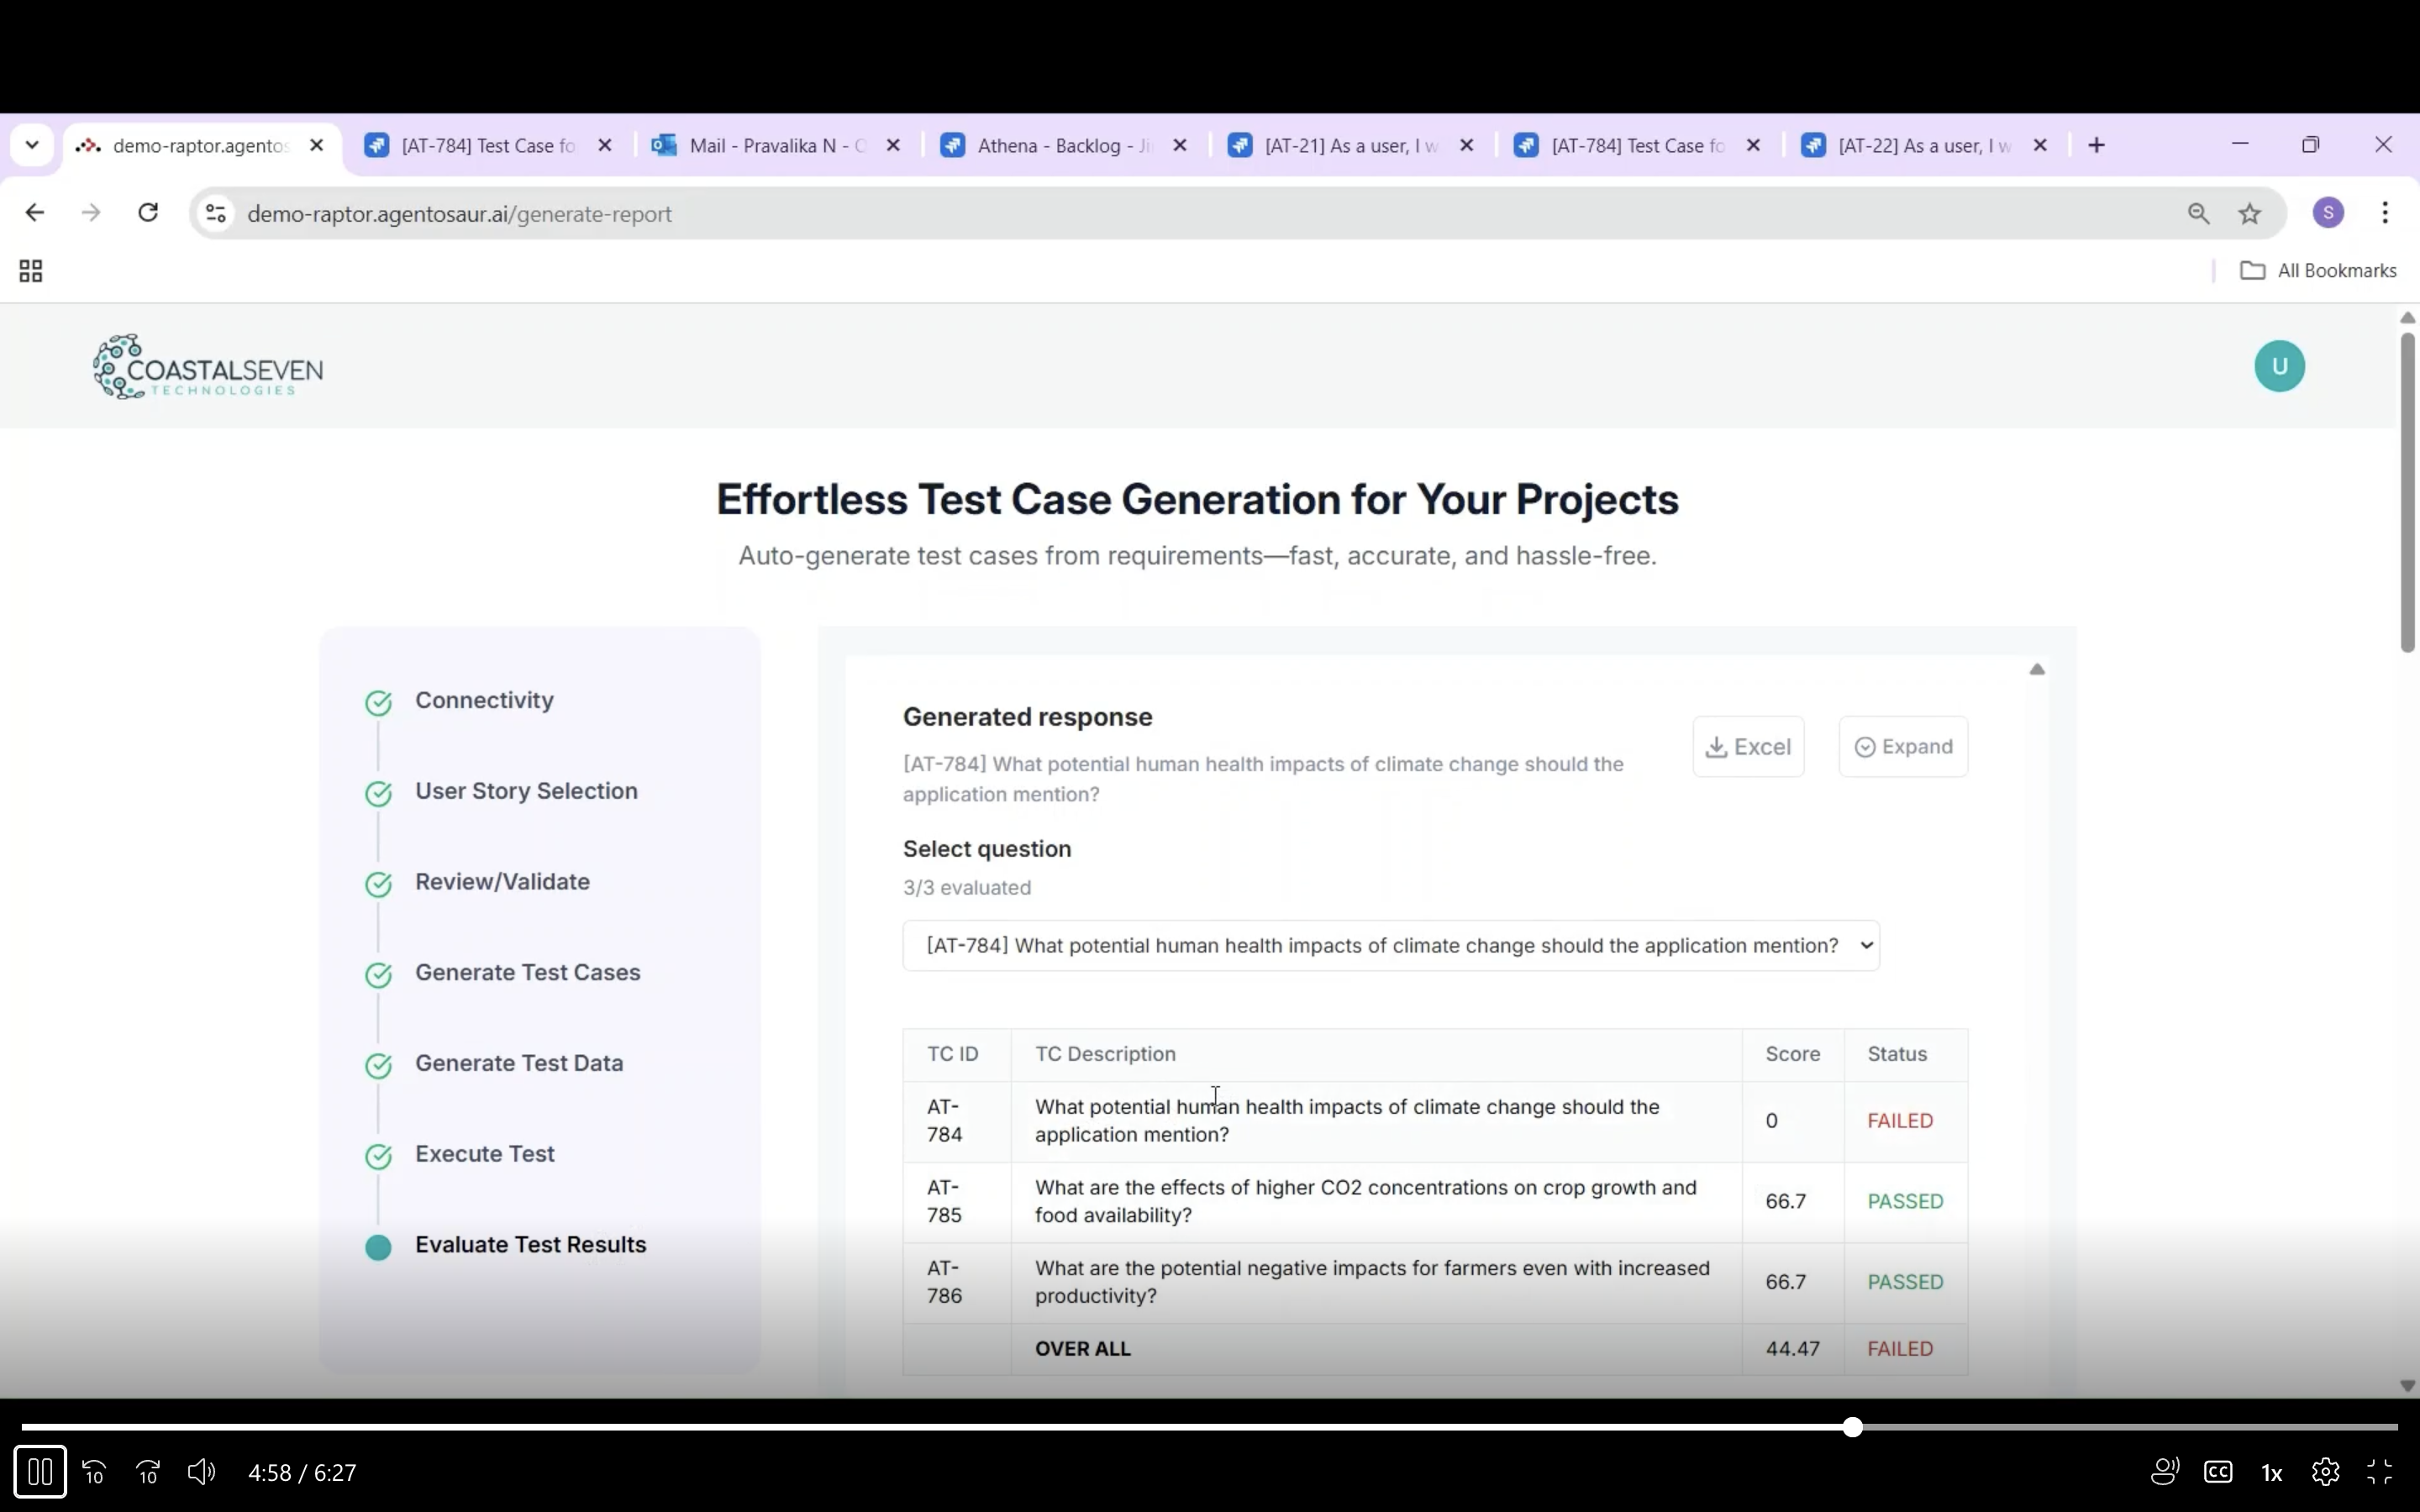 demo-raptor.agentos
[AT-784] Test Case fo
Mail - Pravalika N - C
Athena - Backlog - Ji
[AT-21] As a user, I w
[AT-784] Test Case fo
[AT-22] As a user, I w
demo-raptor.agentosaur.ai/generate-report
S
All Bookmarks
COASTALSEVEN
TECHNOLOGIES
U
Effortless Test Case Generation for Your Projects
Auto-generate test cases from requirements—fast, accurate, and hassle-free.
Connectivity
User Story Selection
Review/Validate
Generate Test Cases
Generate Test Data
Execute Test
Evaluate Test Results
Generated response
Excel
Expand
[AT-784] What potential human health impacts of climate change should the
application mention?
Select question
3/3 evaluated
[AT-784] What potential human health impacts of climate change should the application mention?
TC ID TC Description Score Status
AT-
784
What potential human health impacts of climate change should the
application mention?
0
FAILED
AT-
785
What are the effects of higher CO2 concentrations on crop growth and
food availability?
66.7
PASSED
AT-
786
What are the potential negative impacts for farmers even with increased
productivity?
66.7
PASSED
OVER ALL 44.47 FAILED
10
10
4:58 / 6:27
CC
1x